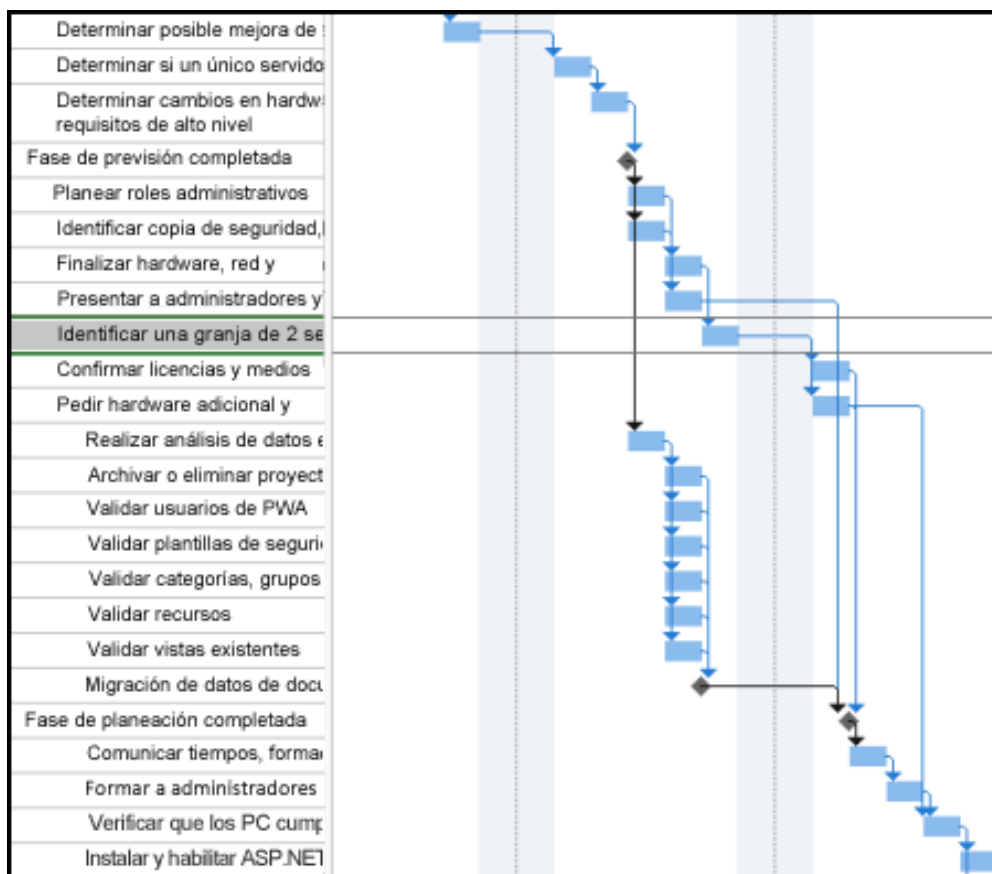 Determinar posible mejora de
Determinar si un único servido
Determinar cambios en hardw
requisitos de alto nivel
Fase de previsión completada
Planear roles administrativos
Identificar copia de seguridad,
Finalizar hardware, red y
Presentar a administradores y
Identificar una granja de 2 se
Confirmar licencias y medios
Pedir hardware adicional y
Realizar análisis de datos e
Archivar o eliminar proyect
Validar usuarios de PWA
Validar plantillas de seguri
Validar categorías, grupos
Validar recursos
Validar vistas existentes
Migración de datos de docu
Fase de planeación completada
Comunicar tiempos, forma
Formar a administradores
Verificar que los PC cump
Instalar y habilitar ASP.NET